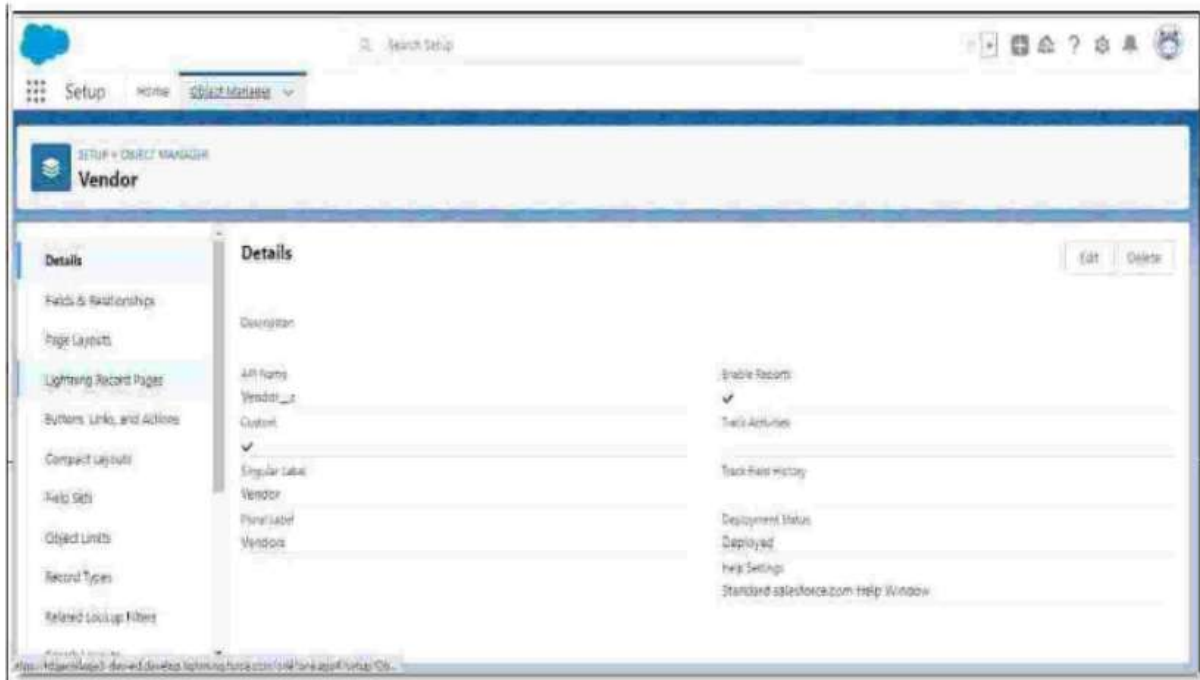 Search Setup
Setup Home Object Manager
SETUP > OBJECT MANAGER
Vendor
Details
Fields & Relationships
Page Layouts
Lightning Record Pages
Buttons, Links, and Actions
Compact Layouts
Field Sets
Object Limits
Record Types
Related Lookup Filters
Details
Edit Delete
Description
API Name
Vendor__c
Custom
Singular Label
Vendor
Plural Label
Vendors
Enable Reports
Track Activities
Track Field History
Deployment Status
Deployed
Help Settings
Standard salesforce.com Help Window